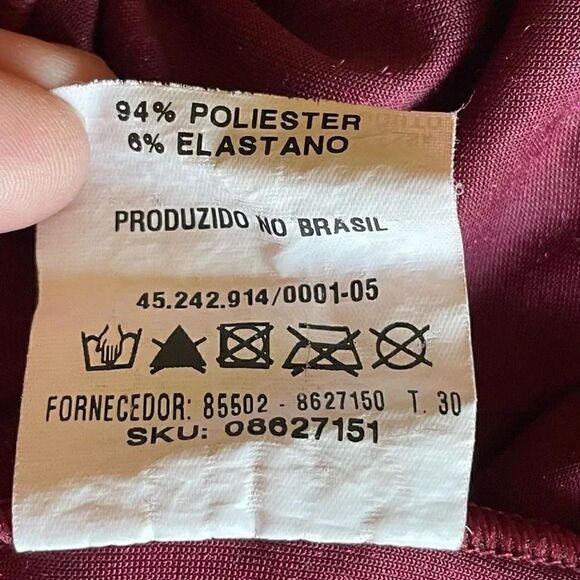 94% POLIESTER
6% ELASTANO
PRODUZIDO NO BRASIL
45.242.914/0001-05
FORNECEDOR: 85502 - 8627150 T. 30
SKU: 08627151